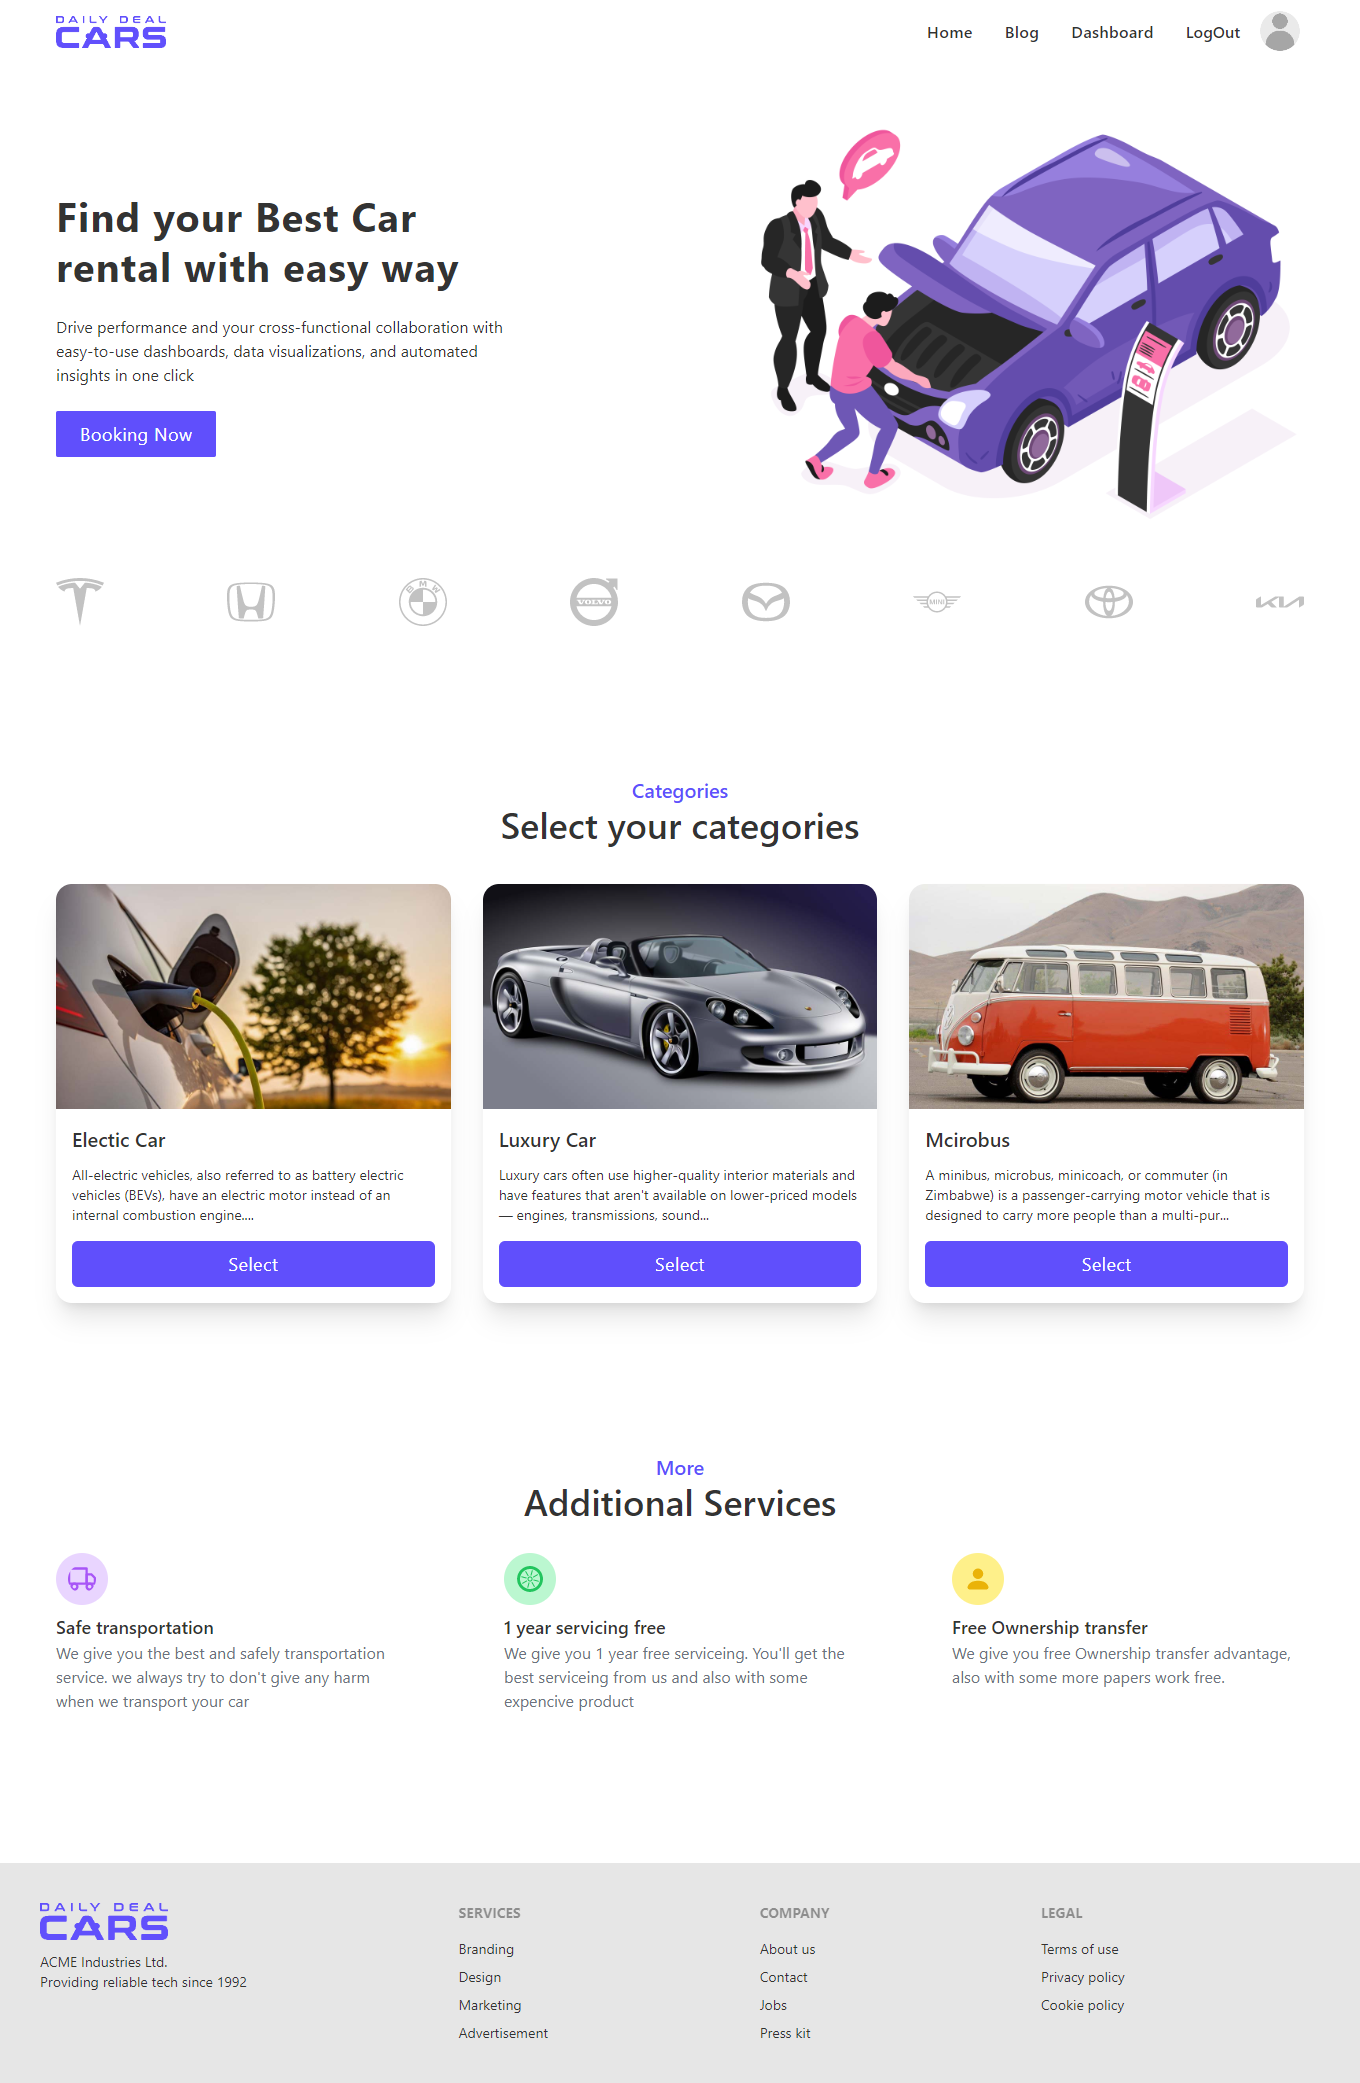 DAILY DEAL
CARS
Home Blog Dashboard LogOut
Find your Best Car
rental with easy way
Drive performance and your cross-functional collaboration with
easy-to-use dashboards, data visualizations, and automated
insights in one click
Booking Now
BMW
VOLVO
MINI
KIA
Categories
Select your categories
Electic Car
All-electric vehicles, also referred to as battery electric
vehicles (BEVs), have an electric motor instead of an
internal combustion engine....
Select
Luxury Car
Luxury cars often use higher-quality interior materials and
have features that aren't available on lower-priced models
— engines, transmissions, sound...
Select
Mcirobus
A minibus, microbus, minicoach, or commuter (in
Zimbabwe) is a passenger-carrying motor vehicle that is
designed to carry more people than a multi-pur...
Select
More
Additional Services
Safe transportation
We give you the best and safely transportation
service. we always try to don't give any harm
when we transport your car
1 year servicing free
We give you 1 year free serviceing. You'll get the
best serviceing from us and also with some
expencive product
Free Ownership transfer
We give you free Ownership transfer advantage,
also with some more papers work free.
DAILY DEAL
CARS
ACME Industries Ltd.
Providing reliable tech since 1992
SERVICES
Branding
Design
Marketing
Advertisement
COMPANY
About us
Contact
Jobs
Press kit
LEGAL
Terms of use
Privacy policy
Cookie policy